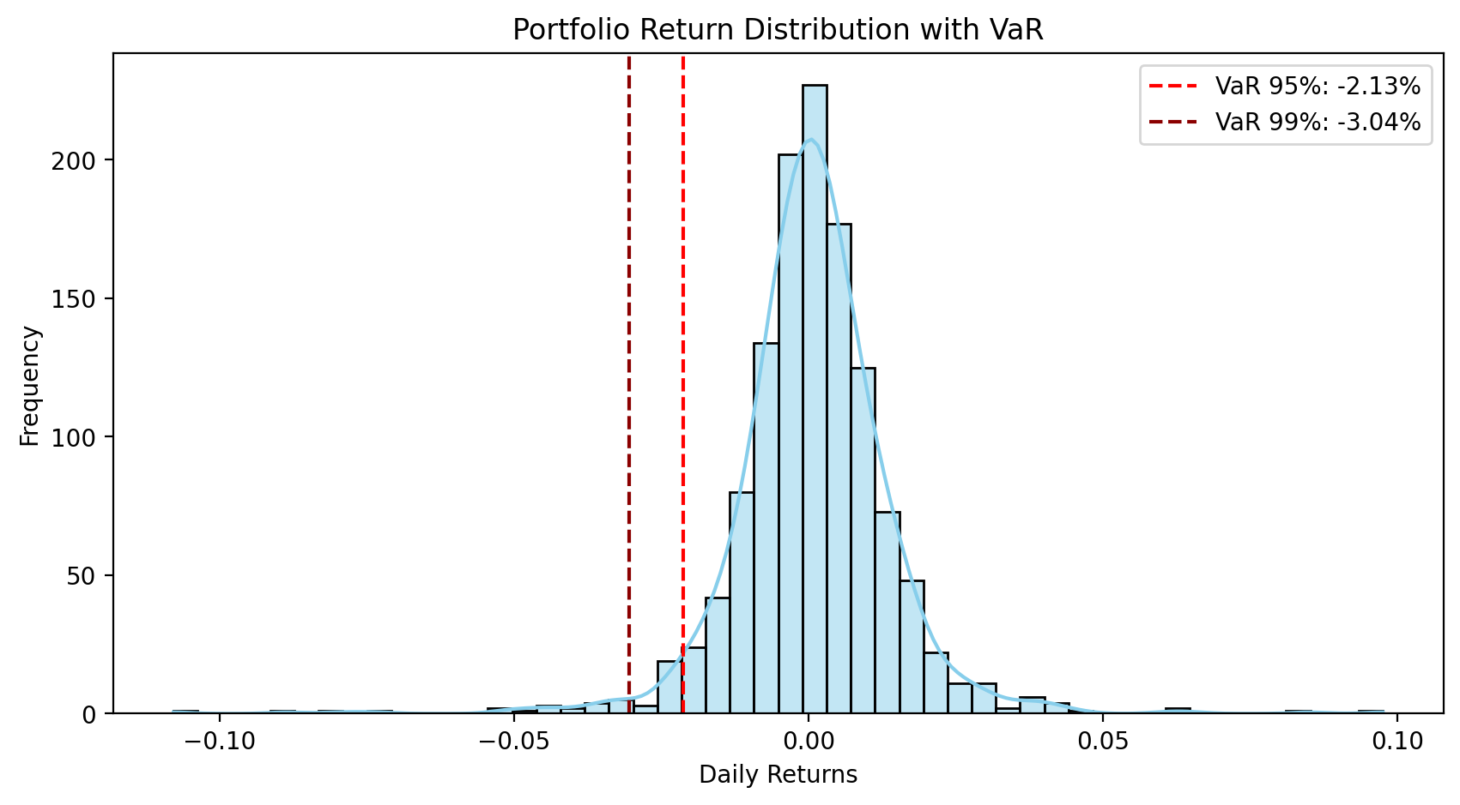 Portfolio Return Distribution with VaR
VaR 95%: -2.13%
VaR 99%: -3.04%
200
150
100
50
0
Frequency
−0.10
−0.05
0.00
0.05
0.10
Daily Returns